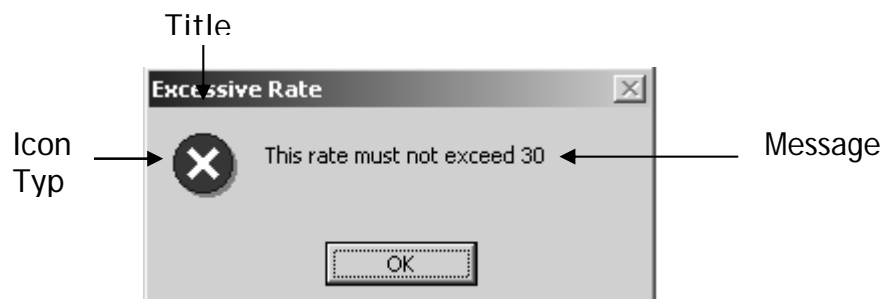 Title
Excessive Rate
Icon
Typ
This rate must not exceed 30
Message
OK